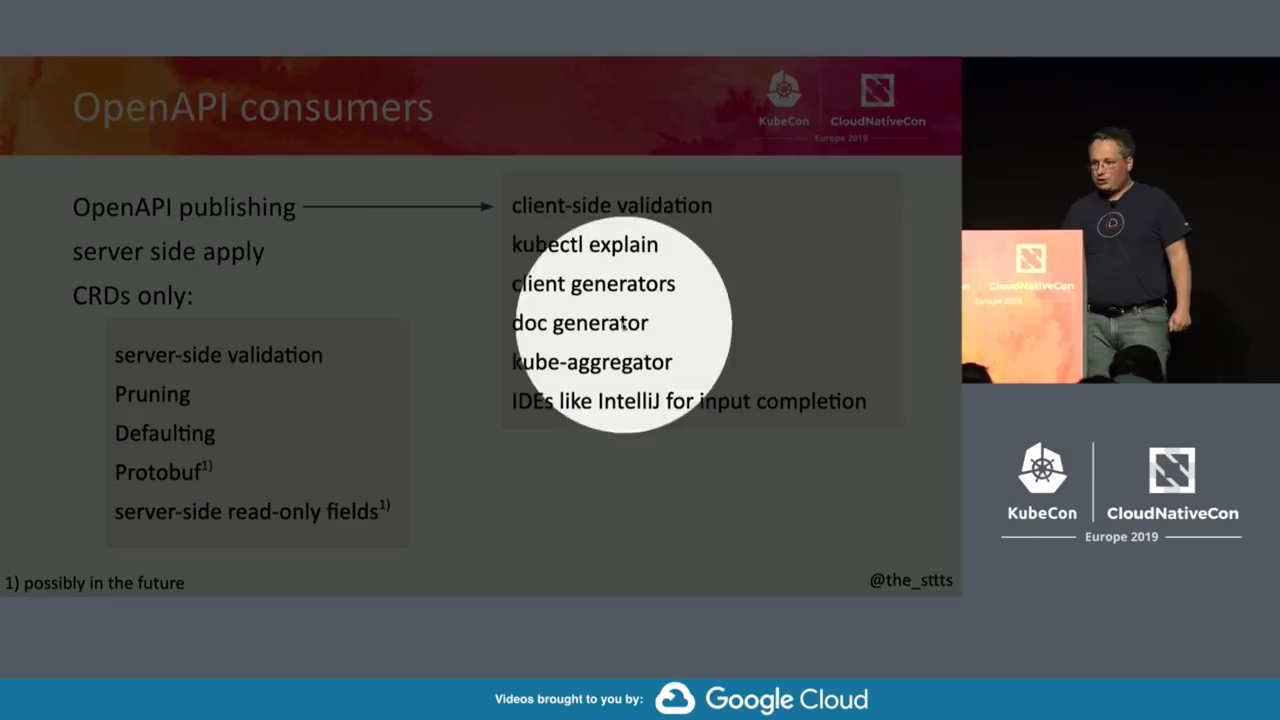 OpenAPI consumers
KubeCon
CloudNativeCon
Europe 2019
OpenAPI publishing
server side apply
CRDs only:
server-side validation
Pruning
Defaulting
Protobuf1)
server-side read-only fields1)
client-side validation
kubectl explain
client generators
doc generator
kube-aggregator
IDEs like IntelliJ for input completion
1) possibly in the future
@the_sttts
CloudNativeCon
Europe 2019
KubeCon
CloudNativeCon
Europe 2019
Videos brought to you by:
Google Cloud